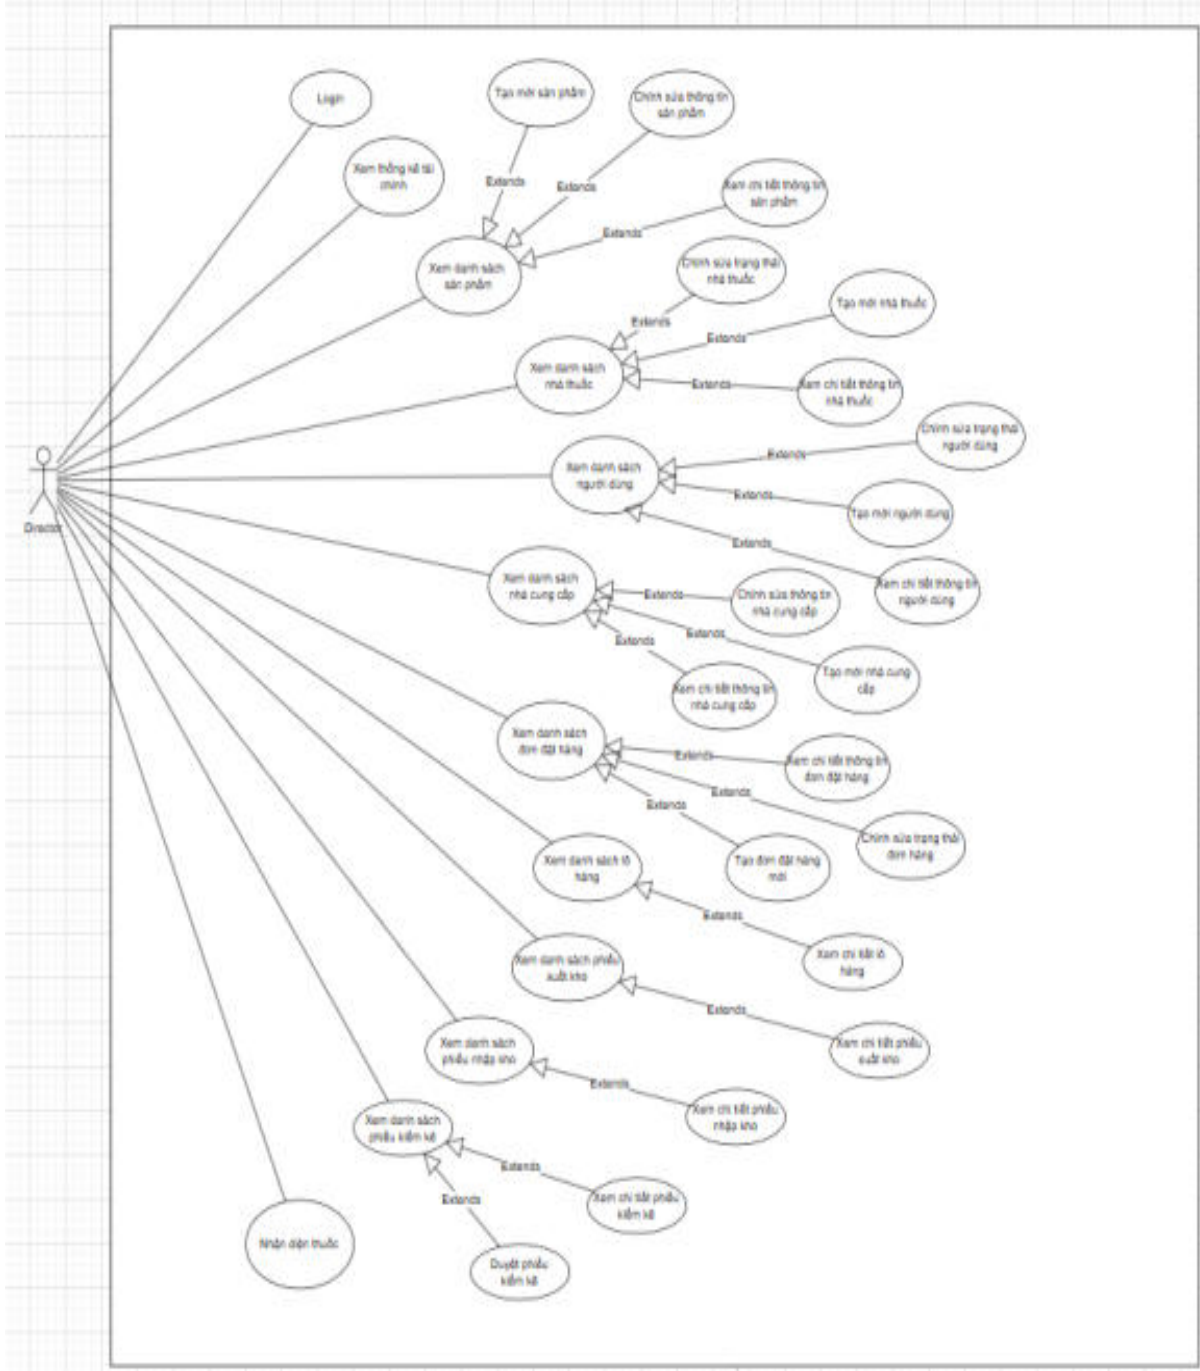 Login
Tạo mới sản phẩm
Chỉnh sửa thông tin
sản phẩm
Xem thống kê tài
chính
Extends
Extends
Xem chi tiết thông tin
sản phẩm
Extends
Xem danh sách
sản phẩm
Chỉnh sửa trạng thái
nhà thuốc
Tạo mới nhà thuốc
Extends
Extends
Xem danh sách
nhà thuốc
Extends
Xem chi tiết thông tin
nhà thuốc
Chỉnh sửa trạng thái
người dùng
Extends
Xem danh sách
người dùng
Extends
Tạo mới người dùng
Director
Extends
Xem chi tiết thông tin
người dùng
Xem danh sách
nhà cung cấp
Extends
Chỉnh sửa thông tin
nhà cung cấp
Extends
Extends
Tạo mới nhà cung
cấp
Xem chi tiết thông tin
nhà cung cấp
Xem danh sách
đơn đặt hàng
Extends
Xem chi tiết thông tin
đơn đặt hàng
Extends
Extends
Chỉnh sửa trạng thái
đơn hàng
Xem danh sách lô
hàng
Tạo đơn đặt hàng
mới
Extends
Xem chi tiết lô
hàng
Xem danh sách phiếu
xuất kho
Extends
Xem chi tiết phiếu
xuất kho
Xem danh sách
phiếu nhập kho
Extends
Xem chi tiết phiếu
nhập kho
Xem danh sách
phiếu kiểm kê
Extends
Extends
Xem chi tiết phiếu
kiểm kê
Nhận diện thuốc
Duyệt phiếu
kiểm kê